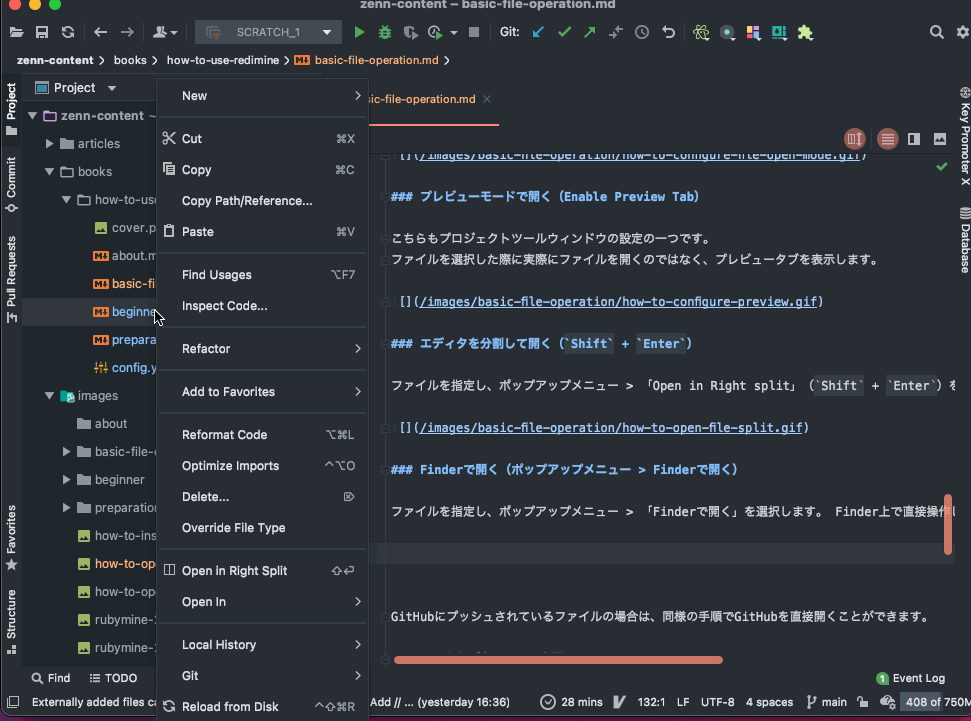 zenn-content – basic-file-operation.md
SCRATCH_1
Git:
zenn-content
books
how-to-use-redimine
basic-file-operation.md
Project
Commit
Pull Requests
Favorites
Structure
Project
zenn-content ~
articles
books
how-to-use
cover.p
about.m
basic-fil
beginne
prepara
config.y
images
about
basic-file-o
beginner
preparation
how-to-ins
how-to-op
how-to-op
rubymine-2
rubymine-2
New
Cut ⌘X
Copy ⌘C
Copy Path/Reference...
Paste ⌘V
Find Usages ⌥F7
Inspect Code...
Refactor
Add to Favorites
Reformat Code ⌥⌘L
Optimize Imports ^⌥O
Delete... ⌦
Override File Type
Open in Right Split ⇧↩
Open In
Local History
Git
Reload from Disk ^⌥⌘R
sic-file-operation.md
![](/images/basic-file-operation/how-to-configure-file-open-mode.gif)
### プレビューモードで開く（Enable Preview Tab）
こちらもプロジェクトツールウィンドウの設定の一つです。
ファイルを選択した際に実際にファイルを開くのではなく、プレビュータブを表示します。
![](/images/basic-file-operation/how-to-configure-preview.gif)
### エディタを分割して開く（`Shift` + `Enter`）
ファイルを指定し、ポップアップメニュー > 「Open in Right split」（`Shift` + `Enter`）を
![](/images/basic-file-operation/how-to-open-file-split.gif)
### Finderで開く（ポップアップメニュー > Finderで開く）
ファイルを指定し、ポップアップメニュー > 「Finderで開く」を選択します。 Finder上で直接操作し
GitHubにプッシュされているファイルの場合は、同様の手順でGitHubを直接開くことができます。
Key Promoter X
Database
Find
TODO
1 Event Log
Externally added files ca
Add // ... (yesterday 16:36)
28 mins
132:1
LF
UTF-8
4 spaces
main
408 of 750M